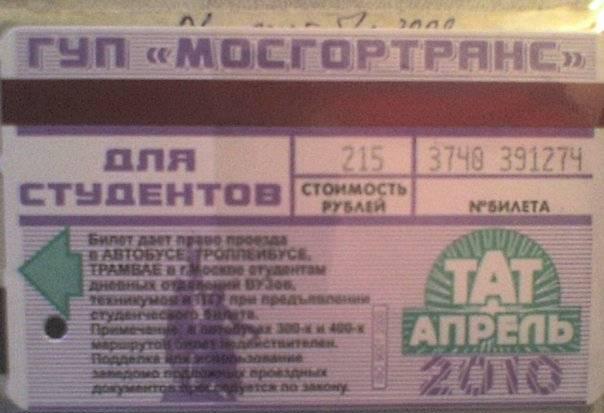 ГУП «МОСГОРТРАНС»
ДЛЯ
СТУДЕНТОВ
215
СТОИМОСТЬ
РУБЛЕЙ
3740 391274
№БИЛЕТА
Билет дает право проезда
в АВТОБУСЕ, ТРОЛЛЕЙБУСЕ,
ТРАМВАЕ в г.Москве студентам
дневных отделений ВУЗов,
техникумов и ПТУ при предъявлении
студенческого билета.
Примечание: в автобусах 300-х и 400-х
маршрутов билет недействителен.
Подделка или использование
заведомо подложных проездных
документов преследуется по закону.
ТАТ
АПРЕЛЬ
2010